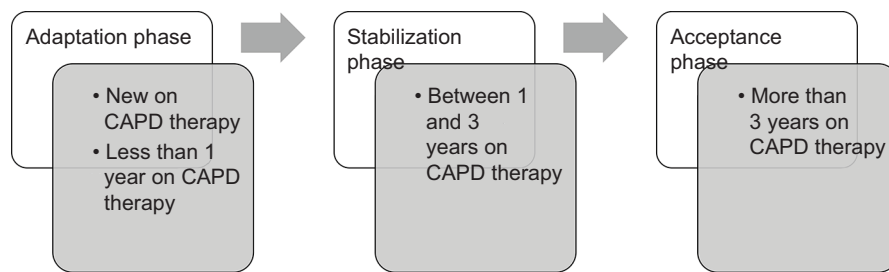 Adaptation phase
• New on
CAPD therapy
• Less than 1
year on CAPD
therapy
Stabilization
phase
• Between 1
and 3
years on
CAPD therapy
Acceptance
phase
• More than
3 years on
CAPD therapy